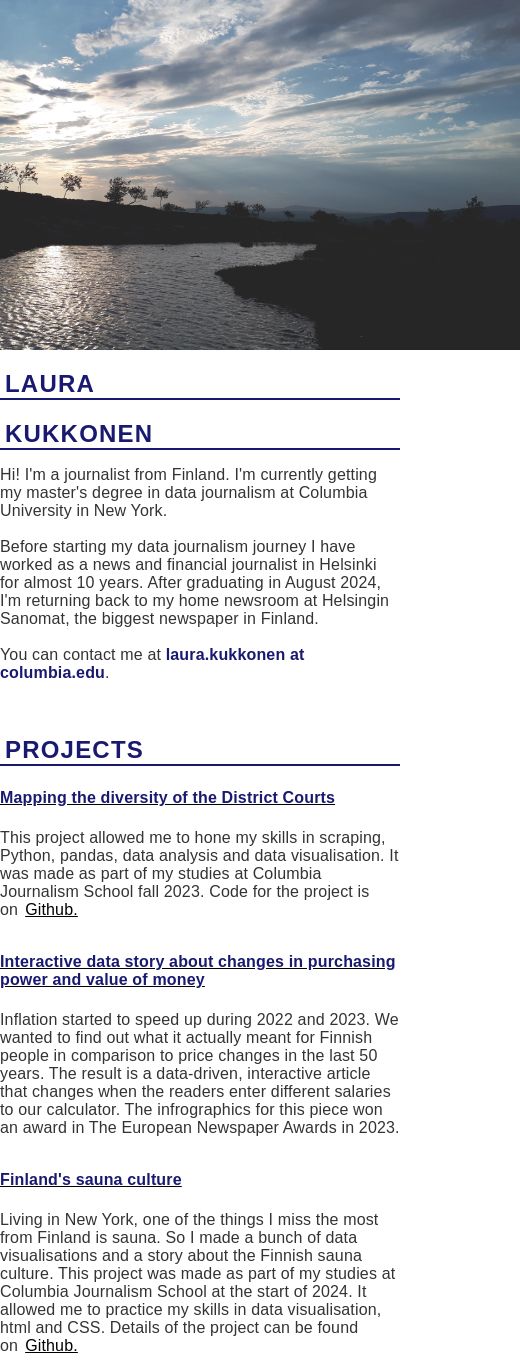 LAURA
KUKKONEN
Hi! I'm a journalist from Finland. I'm currently getting
my master's degree in data journalism at Columbia
University in New York.
Before starting my data journalism journey I have
worked as a news and financial journalist in Helsinki
for almost 10 years. After graduating in August 2024,
I'm returning back to my home newsroom at Helsingin
Sanomat, the biggest newspaper in Finland.
You can contact me at laura.kukkonen at
columbia.edu.
PROJECTS
Mapping the diversity of the District Courts
This project allowed me to hone my skills in scraping,
Python, pandas, data analysis and data visualisation. It
was made as part of my studies at Columbia
Journalism School fall 2023. Code for the project is
on Github.
Interactive data story about changes in purchasing
power and value of money
Inflation started to speed up during 2022 and 2023. We
wanted to find out what it actually meant for Finnish
people in comparison to price changes in the last 50
years. The result is a data-driven, interactive article
that changes when the readers enter different salaries
to our calculator. The infrographics for this piece won
an award in The European Newspaper Awards in 2023.
Finland's sauna culture
Living in New York, one of the things I miss the most
from Finland is sauna. So I made a bunch of data
visualisations and a story about the Finnish sauna
culture. This project was made as part of my studies at
Columbia Journalism School at the start of 2024. It
allowed me to practice my skills in data visualisation,
html and CSS. Details of the project can be found
on Github.